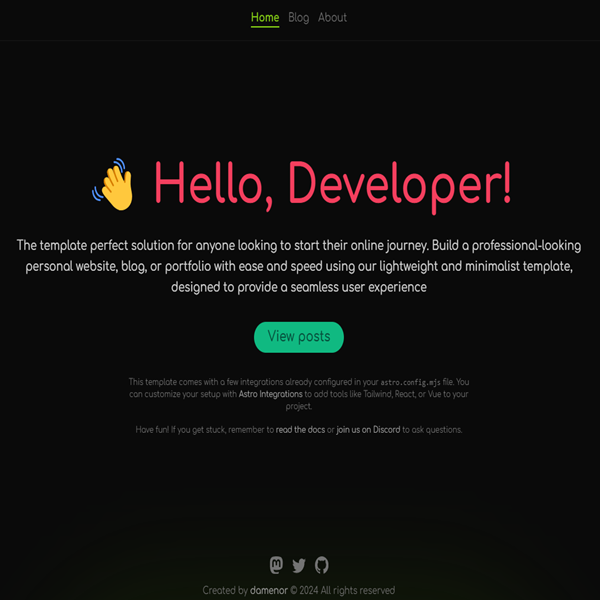 Home Blog About
👋 Hello, Developer!
The template perfect solution for anyone looking to start their online journey. Build a professional-looking
personal website, blog, or portfolio with ease and speed using our lightweight and minimalist template,
designed to provide a seamless user experience
View posts
This template comes with a few integrations already configured in your astro.config.mjs file. You
can customize your setup with Astro Integrations to add tools like Tailwind, React, or Vue to your
project.
Have fun! If you get stuck, remember to read the docs or join us on Discord to ask questions.
Created by damenor © 2024 All rights reserved